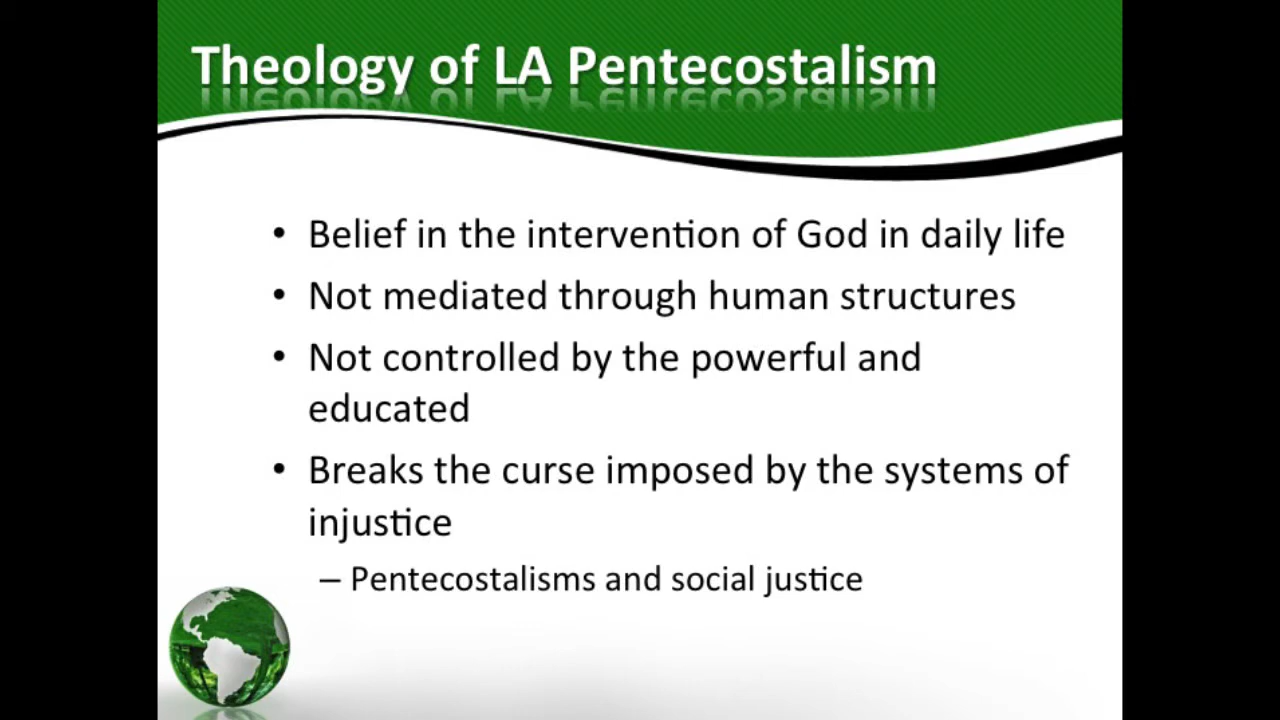 Theology of LA Pentecostalism
• Belief in the intervention of God in daily life
• Not mediated through human structures
• Not controlled by the powerful and
educated
• Breaks the curse imposed by the systems of
injustice
– Pentecostalisms and social justice